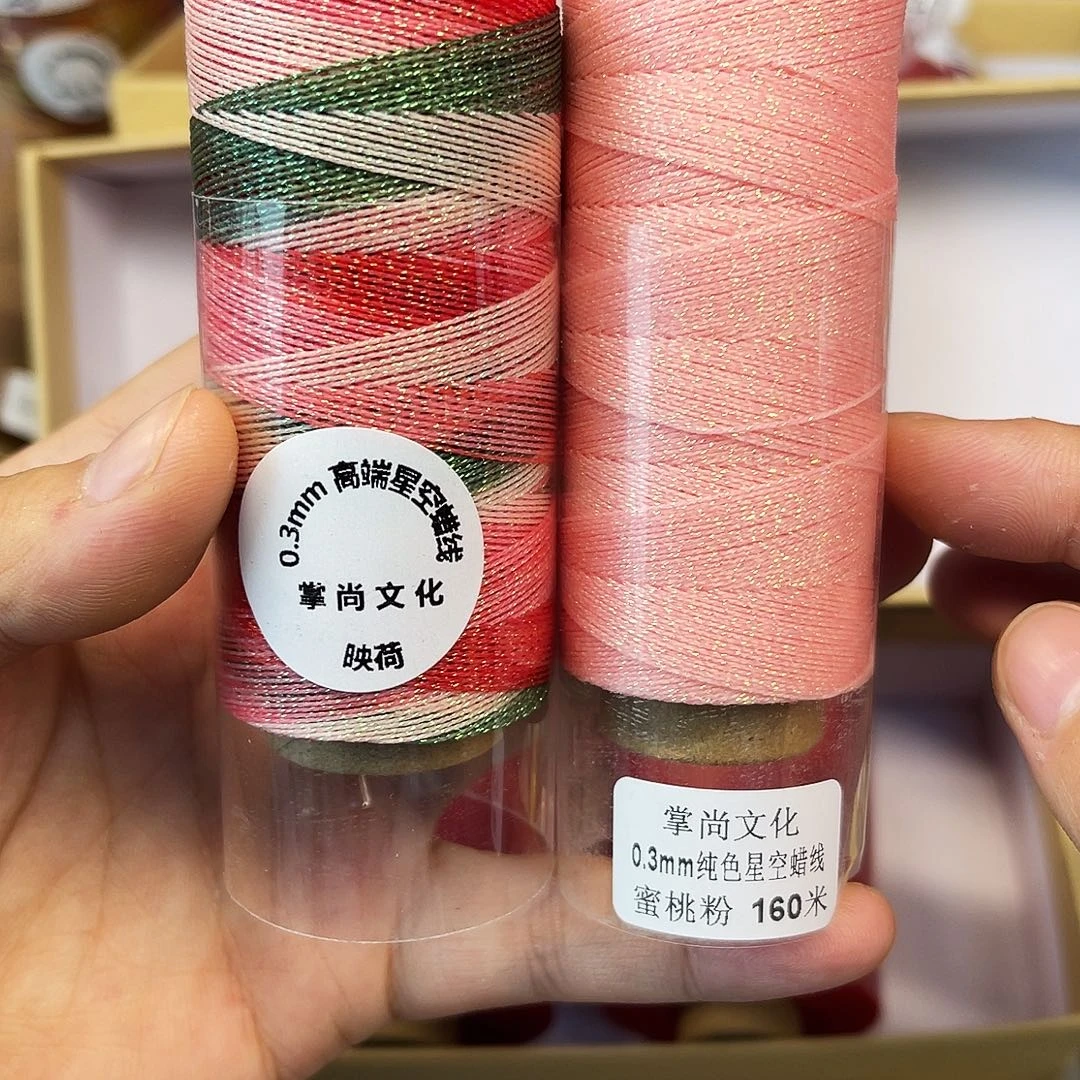 0.3mm 高端星空蜡线
掌尚文化
映荷
掌尚文化
0.3mm纯色星空蜡线
蜜桃粉 160米